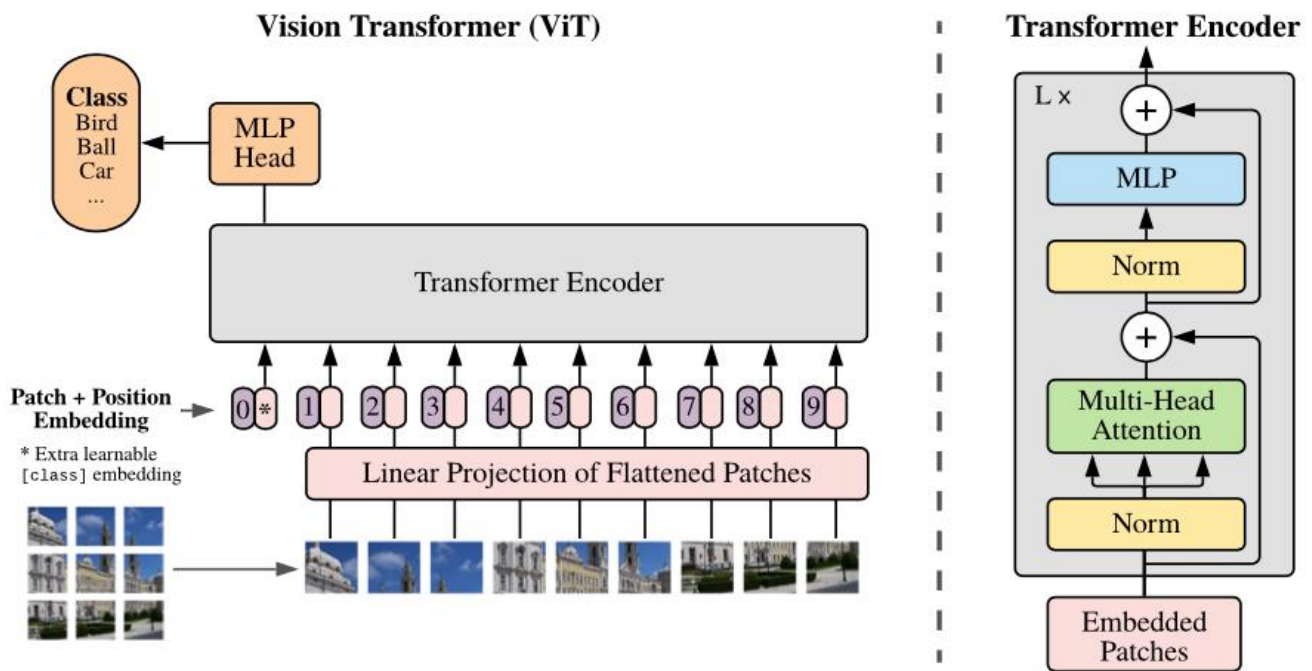 Vision Transformer (ViT)
Class
Bird
Ball
Car
...
MLP
Head
Transformer Encoder
Patch + Position
Embedding
0 * 1 2 3 4 5 6 7 8 9
* Extra learnable
[class] embedding
Linear Projection of Flattened Patches
Transformer Encoder
L ×
+
MLP
Norm
+
Multi-Head
Attention
Norm
Embedded
Patches